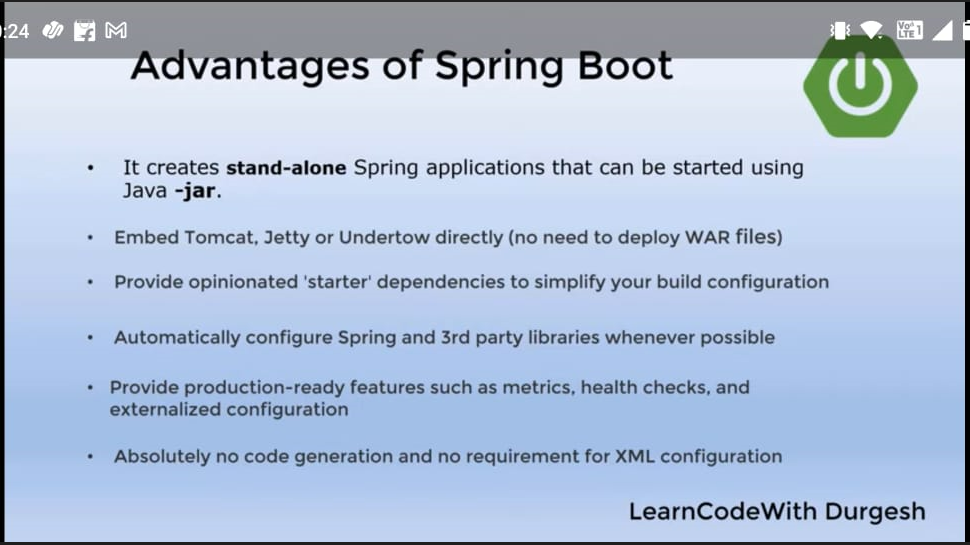 :24
VoD
LTE 1
Advantages of Spring Boot
• It creates stand-alone Spring applications that can be started using
Java -jar.
• Embed Tomcat, Jetty or Undertow directly (no need to deploy WAR files)
• Provide opinionated 'starter' dependencies to simplify your build configuration
• Automatically configure Spring and 3rd party libraries whenever possible
• Provide production-ready features such as metrics, health checks, and
externalized configuration
• Absolutely no code generation and no requirement for XML configuration
LearnCodeWith Durgesh